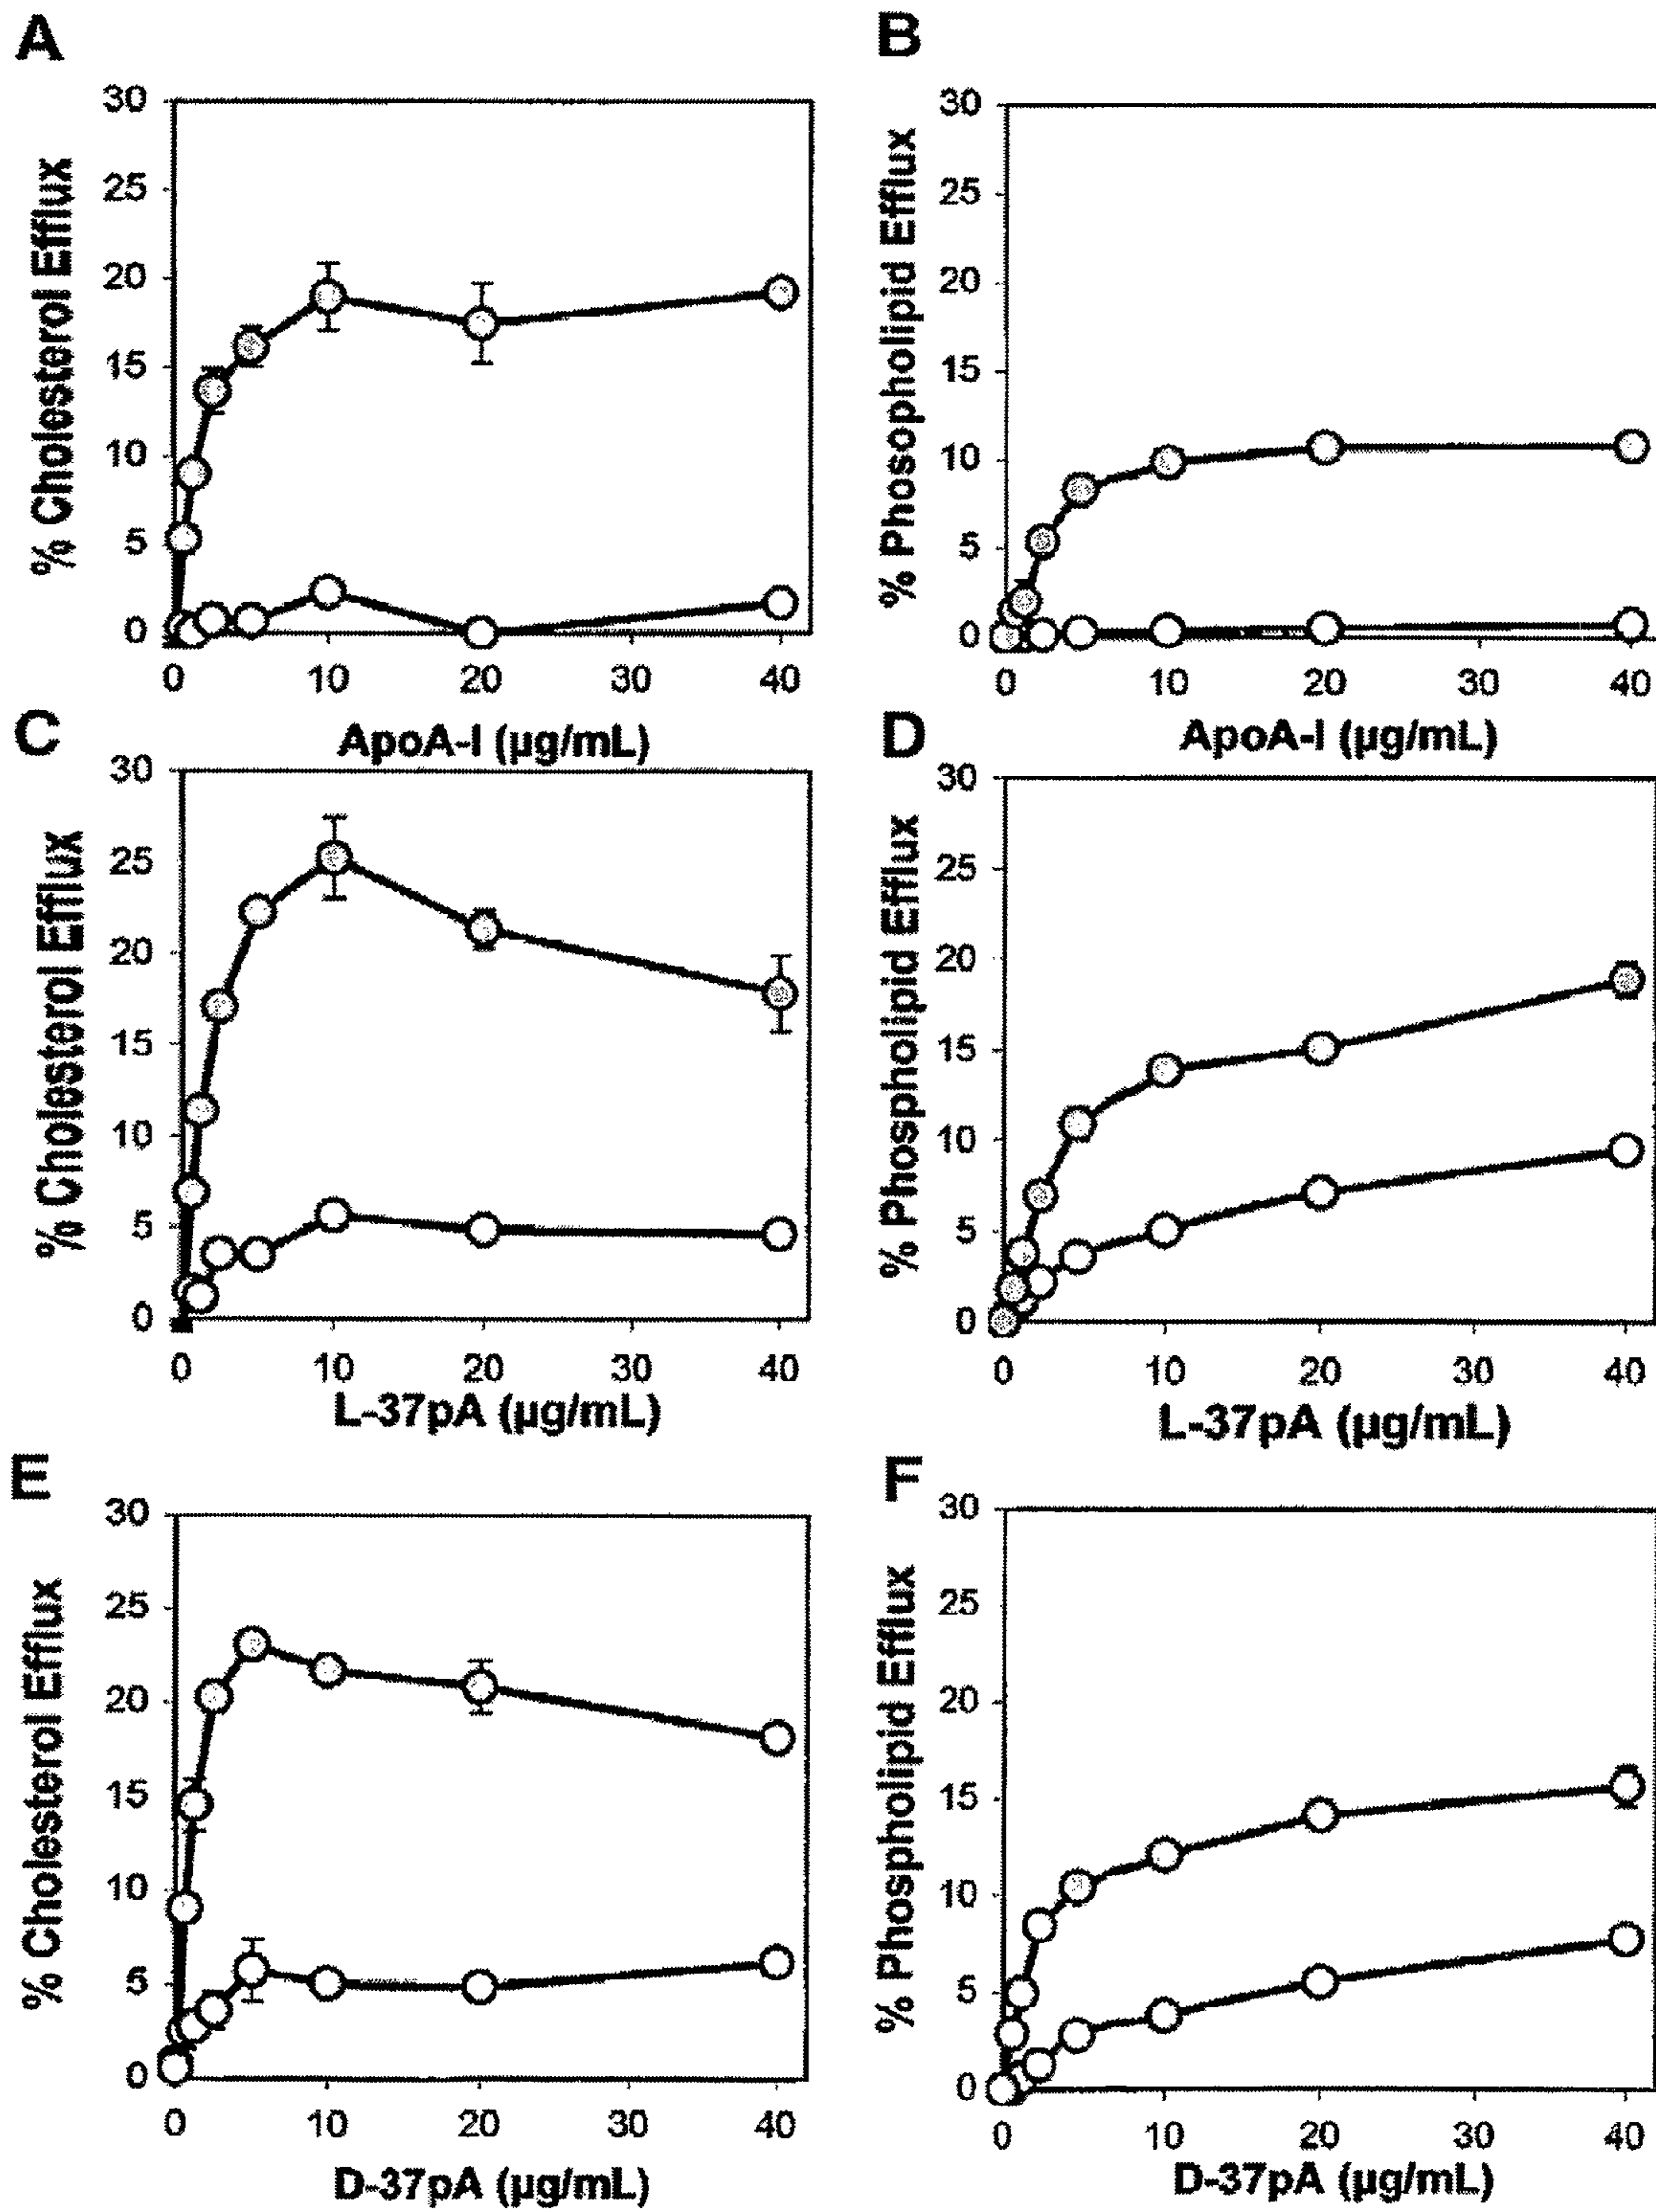 A
% Cholesterol Efflux
30
25
20
15
10
5
0
0 10 20 30 40
ApoA-I (µg/mL)
B
% Phosopholipid Efflux
30
25
20
15
10
5
0
0 10 20 30 40
ApoA-I (µg/mL)
C
% Cholesterol Efflux
30
25
20
15
10
5
0
0 10 20 30 40
L-37pA (µg/mL)
D
% Phospholipid Efflux
30
25
20
15
10
5
0
0 10 20 30 40
L-37pA (µg/mL)
E
% Cholesterol Efflux
30
25
20
15
10
5
0
0 10 20 30 40
D-37pA (µg/mL)
F
% Phospholipid Efflux
30
25
20
15
10
5
0
0 10 20 30 40
D-37pA (µg/mL)